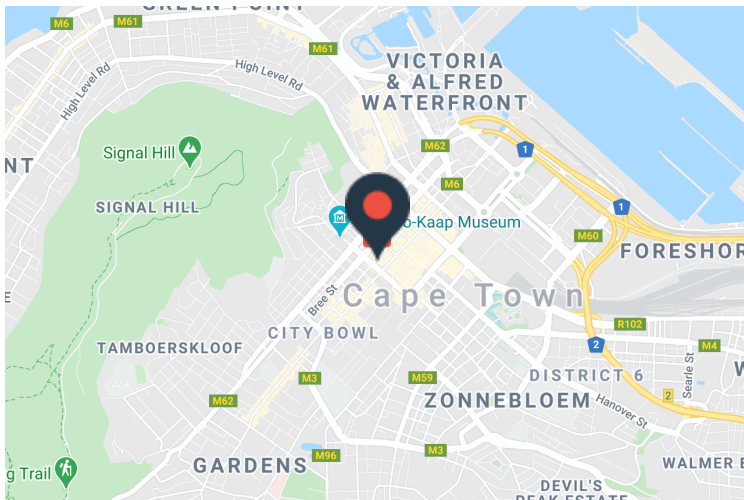 GREEN POINT
M6
M61
M61
High Level Rd
High Level Rd
VICTORIA
& ALFRED
WATERFRONT
M62
1
Signal Hill
NT
M6
SIGNAL HILL
1
o-Kaap Museum
M60
FORESHOR
E
Bree St
Cape Town
R102
CITY BOWL
M4
TAMBOERSKLOOF
2
Searle St
W
M3
M59
DISTRICT 6
M62
ZONNEBLOEM
2
Hanover St
M3
M96
GARDENS
WALMER E
g Trail
DEVIL'S
PEAK ESTATE